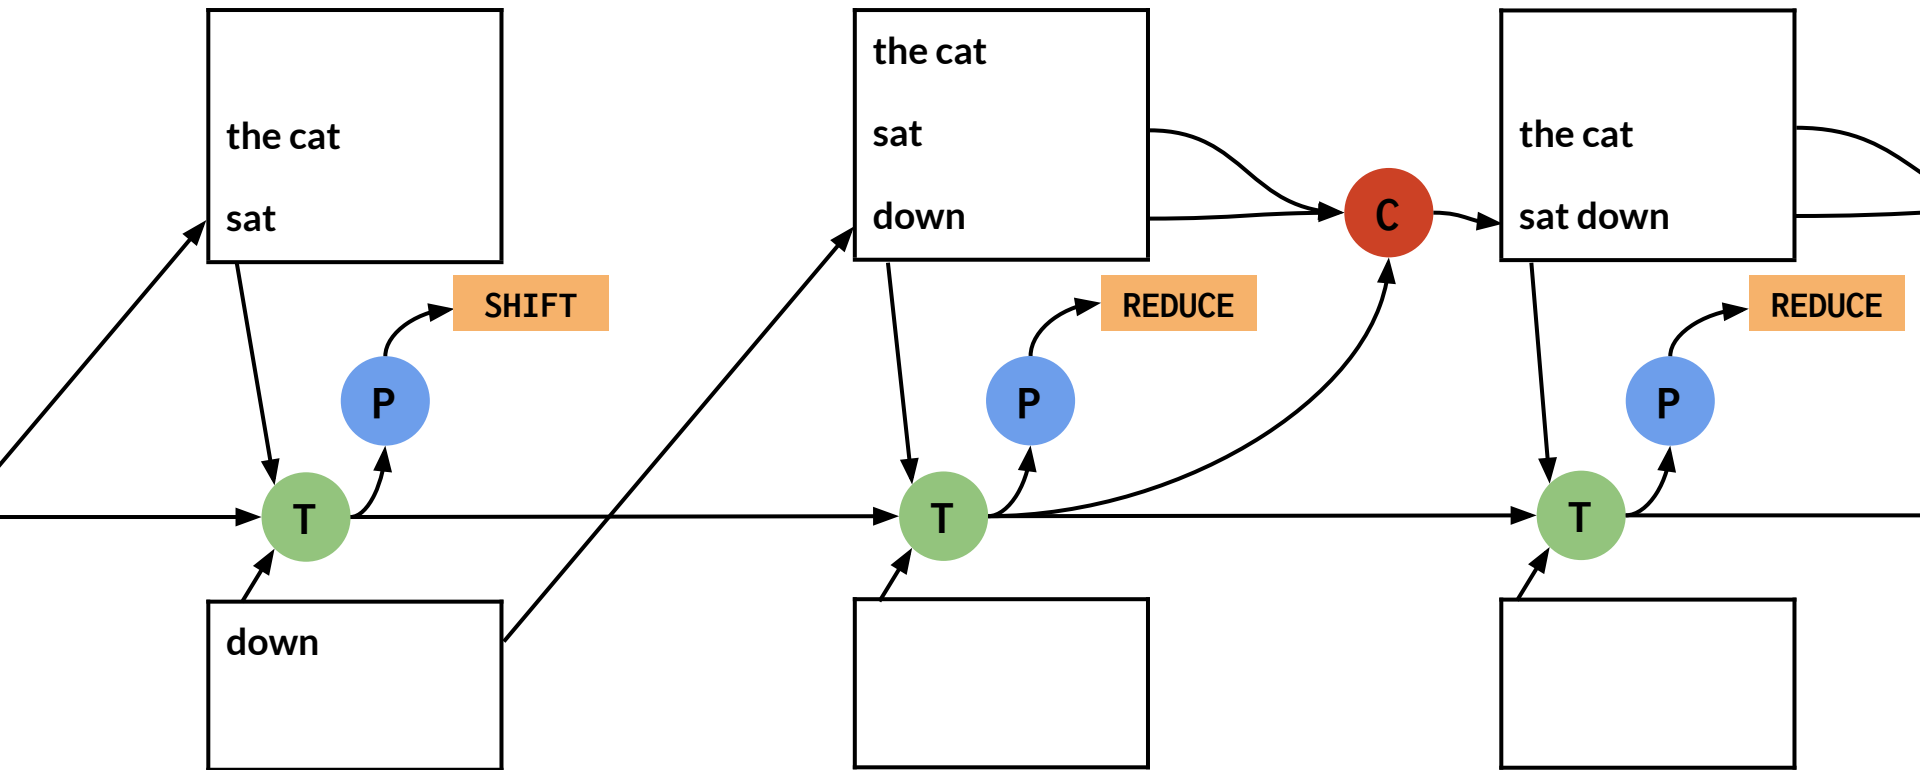 the cat
sat
SHIFT
P
T
down
the cat
sat
down
C
REDUCE
P
T
the cat
sat down
REDUCE
P
T